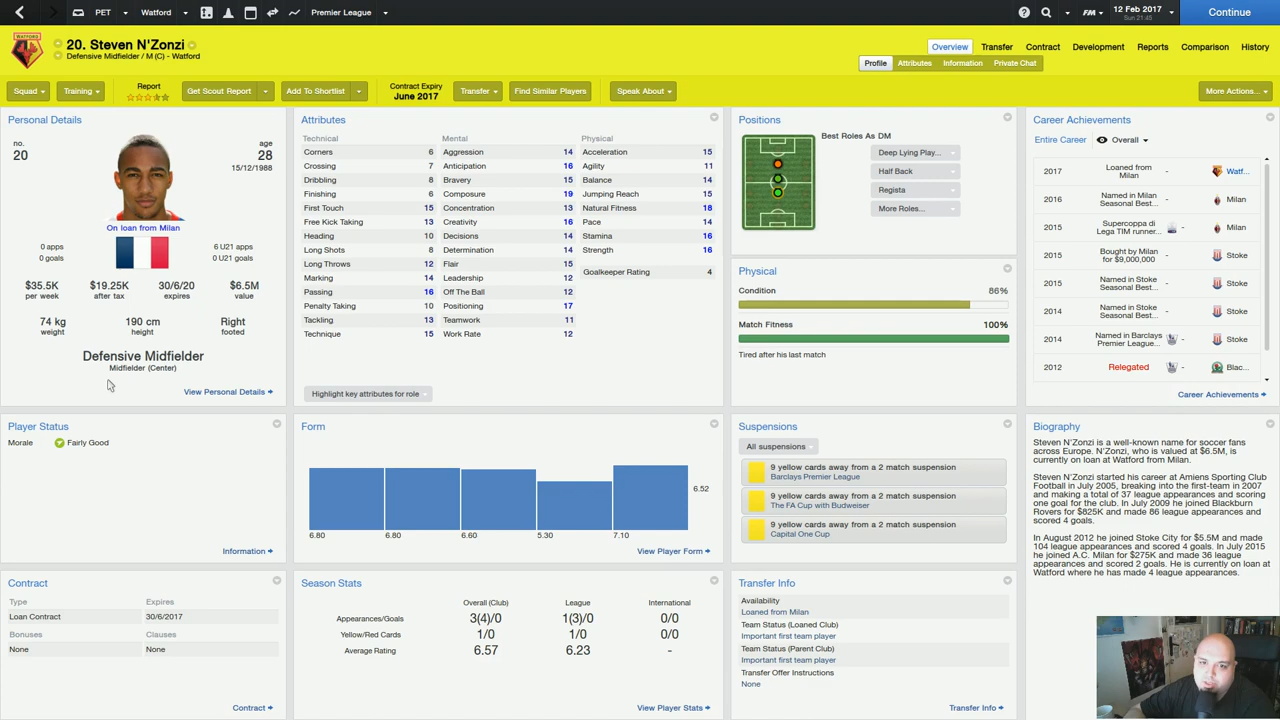 PET Watford Premier League 12 Feb 2017 Continue
FM Sun 21:45
20. Steven N'Zonzi
Defensive Midfielder / M (C) - Watford
Overview Transfer Contract Development Reports Comparison History
Profile Attributes Information Private Chat
Squad Training Report Get Scout Report Add To Shortlist Contract Expiry June 2017 Transfer Find Similar Players Speak About More Actions...
Personal Details
no. 20
age 28
15/12/1988
On loan from Milan
0 apps 0 goals
6 U21 apps 0 U21 goals
$35.5K $19.25K 30/6/20 $6.5M
per week after tax expires value
74 kg 190 cm Right
weight height footed
Defensive Midfielder
Midfielder (Center)
View Personal Details
Attributes
Technical Mental Physical
Corners 6 Aggression 14 Acceleration 15
Crossing 7 Anticipation 16 Agility 11
Dribbling 8 Bravery 15 Balance 14
Finishing 6 Composure 19 Jumping Reach 15
First Touch 15 Concentration 13 Natural Fitness 18
Free Kick Taking 13 Creativity 16 Pace 14
Heading 10 Decisions 14 Stamina 16
Long Shots 8 Determination 14 Strength 16
Long Throws 12 Flair 15 Goalkeeper Rating 4
Marking 14 Leadership 12
Passing 16 Off The Ball 12
Penalty Taking 10 Positioning 17
Tackling 13 Teamwork 11
Technique 15 Work Rate 12
Highlight key attributes for role
Positions
Best Roles As DM
Deep Lying Play...
Half Back
Regista
More Roles...
Physical
Condition 86%
Match Fitness 100%
Tired after his last match
Career Achievements
Entire Career Overall
2017 Loaned from Milan - Watf...
2016 Named in Milan Seasonal Best... - Milan
2015 Supercoppa di Lega TIM runner... - Milan
2015 Bought by Milan for $9,000,000 - Stoke
2015 Named in Stoke Seasonal Best... - Stoke
2014 Named in Stoke Seasonal Best... - Stoke
2014 Named in Barclays Premier League... - Stoke
2012 Relegated - Blac...
Career Achievements
Player Status
Morale Fairly Good
Information
Form
6.52
6.80 6.80 6.60 5.30 7.10
View Player Form
Suspensions
All suspensions
9 yellow cards away from a 2 match suspension
Barclays Premier League
9 yellow cards away from a 2 match suspension
The FA Cup with Budweiser
9 yellow cards away from a 2 match suspension
Capital One Cup
Biography
Steven N'Zonzi is a well-known name for soccer fans
across Europe. N'Zonzi, who is valued at $6.5M, is
currently on loan at Watford from Milan.
Steven N'Zonzi started his career at Amiens Sporting Club
Football in July 2005, breaking into the first-team in 2007
and making a total of 37 league appearances and scoring
one goal for the club. In July 2009 he joined Blackburn
Rovers for $825K and made 86 league appearances and
scored 4 goals.
In August 2012 he joined Stoke City for $5.5M and made
104 league appearances and scored 4 goals. In July 2015
he joined A.C. Milan for $275K and made 36 league
appearances and scored 2 goals. He is currently on loan at
Watford where he has made 4 league appearances.
Contract
Type Expires
Loan Contract 30/6/2017
Bonuses Clauses
None None
Contract
Season Stats
Overall (Club) League International
Appearances/Goals 3(4)/0 1(3)/0 0/0
Yellow/Red Cards 1/0 1/0 0/0
Average Rating 6.57 6.23 -
View Player Stats
Transfer Info
Availability
Loaned from Milan
Team Status (Loaned Club)
Important first team player
Team Status (Parent Club)
Important first team player
Transfer Offer Instructions
None
Transfer Info